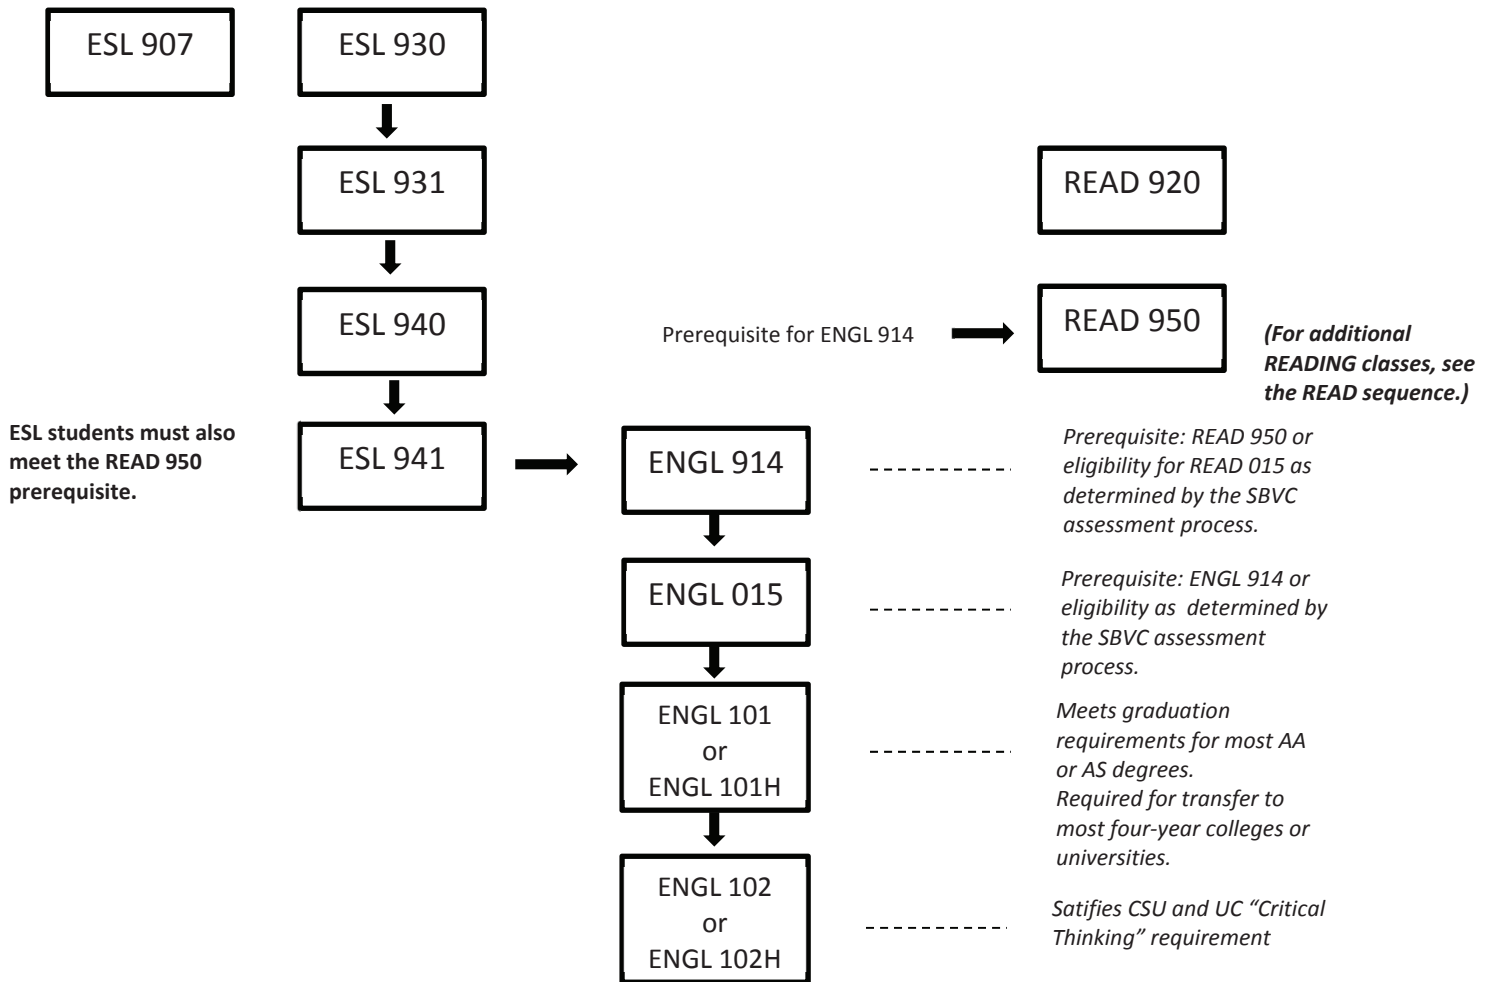 ESL 907
ESL 930
ESL 931
READ 920
ESL 940
Prerequisite for ENGL 914
READ 950
(For additional
READING classes, see
the READ sequence.)
ESL students must also
meet the READ 950
prerequisite.
ESL 941
ENGL 914
Prerequisite: READ 950 or
eligibility for READ 015 as
determined by the SBVC
assessment process.
ENGL 015
Prerequisite: ENGL 914 or
eligibility as  determined by
the SBVC assessment
process.
ENGL 101
or
ENGL 101H
Meets graduation
requirements for most AA
or AS degrees.
Required for transfer to
most four-year colleges or
universities.
ENGL 102
or
ENGL 102H
Satifies CSU and UC “Critical
Thinking” requirement